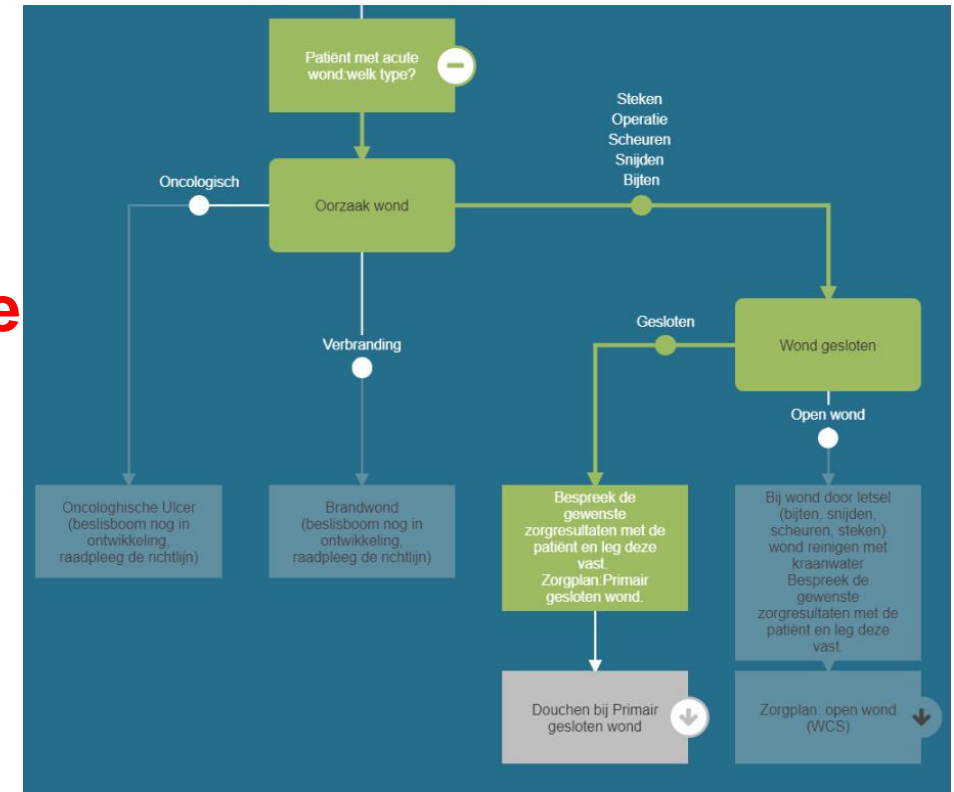 Patiënt met acute
wond:welk type?
Steken
Operatie
Scheuren
Snijden
Bijten
Oncologisch
Oorzaak wond
e
Gesloten
Verbranding
Wond gesloten
Open wond
Oncologhische Ulcer
(beslisboom nog in
ontwikkeling,
raadpleeg de richtlijn)
Brandwond
(beslisboom nog in
ontwikkeling,
raadpleeg de richtlijn)
Bespreek de
gewenste
zorgresultaten met de
patiënt en leg deze
vast.
Zorgplan:Primair
gesloten wond.
Bij wond door letsel
(bijten, snijden,
scheuren, steken)
wond reinigen met
kraanwater
Bespreek de
gewenste
zorgresultaten met de
patiënt en leg deze
vast.
Douchen bij Primair
gesloten wond
Zorgplan: open wond
(WCS)